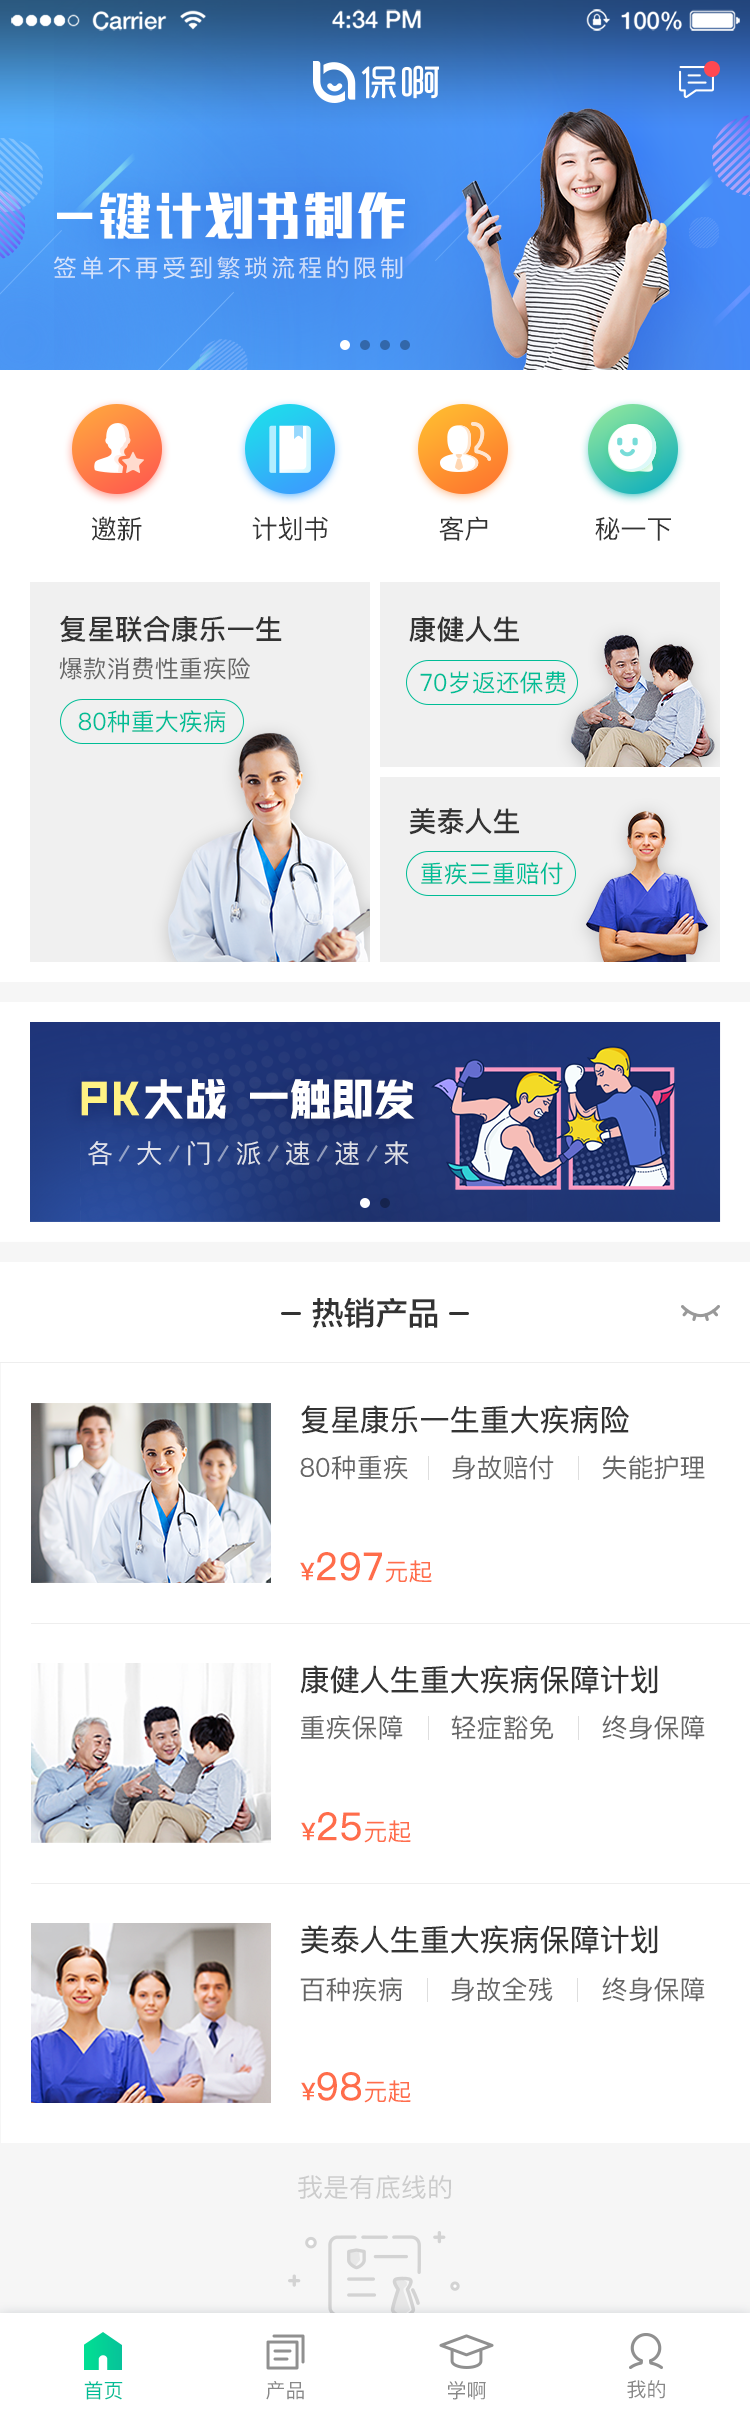 Carrier 4:34 PM 100%
保啊
一键计划书制作
签单不再受到繁琐流程的限制
邀新 计划书 客户 秘一下
复星联合康乐一生
爆款消费性重疾险
80种重大疾病
康健人生
70岁返还保费
美泰人生
重疾三重赔付
PK大战 一触即发
各/大/门/派/速/速/来
– 热销产品 –
复星康乐一生重大疾病险
80种重疾 身故赔付 失能护理
¥297元起
康健人生重大疾病保障计划
重疾保障 轻症豁免 终身保障
¥25元起
美泰人生重大疾病保障计划
百种疾病 身故全残 终身保障
¥98元起
我是有底线的
首页 产品 学啊 我的